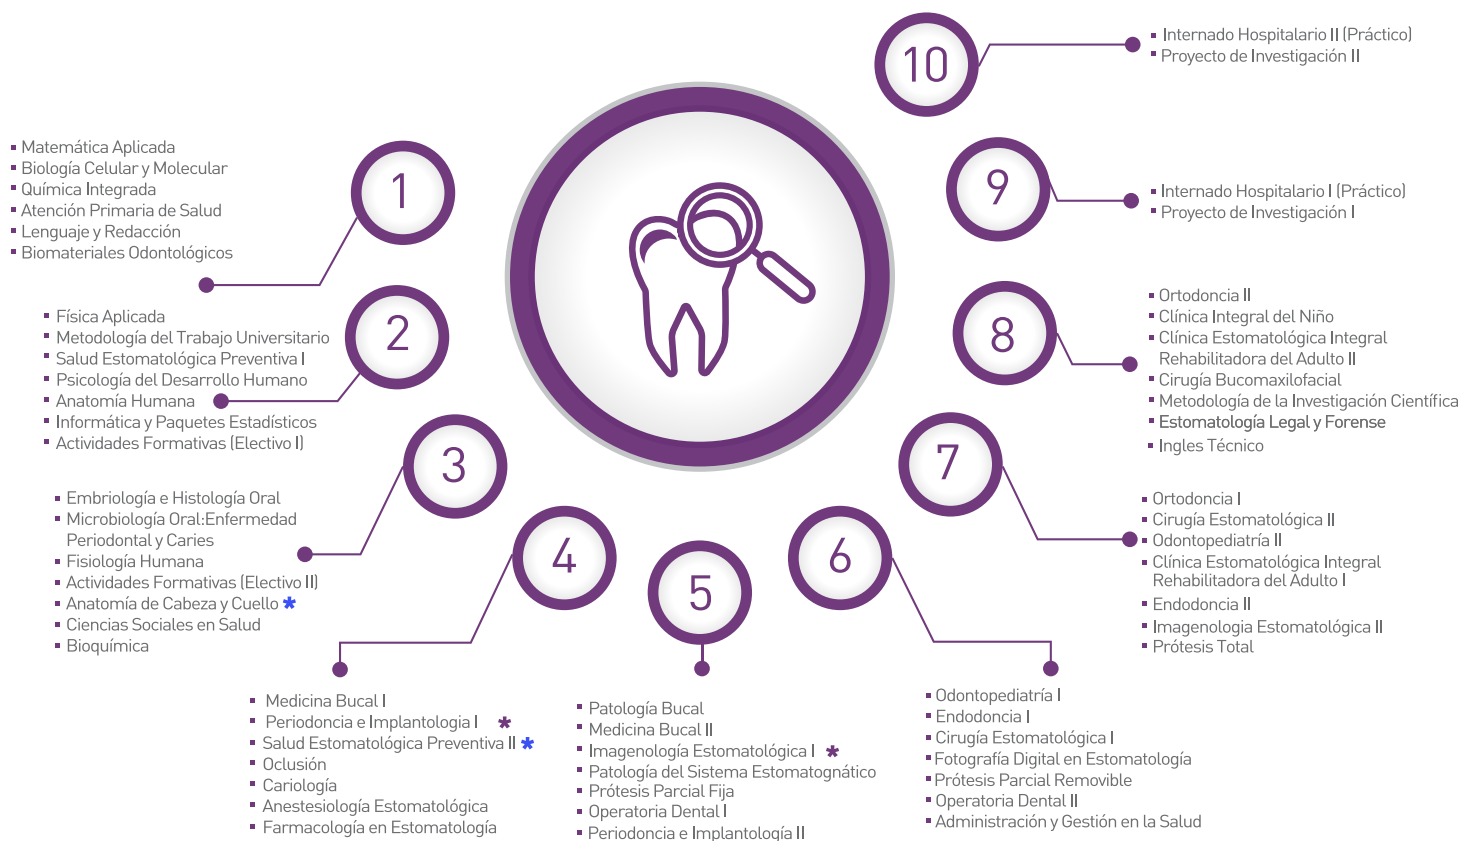 1
Matemática Aplicada
Biología Celular y Molecular
Química Integrada
Atención Primaria de Salud
Lenguaje y Redacción
Biomateriales Odontológicos
2
Física Aplicada
Metodología del Trabajo Universitario
Salud Estomatológica Preventiva I
Psicología del Desarrollo Humano
Anatomía Humana
Informática y Paquetes Estadísticos
Actividades Formativas (Electivo I)
3
Embriología e Histología Oral
Microbiología Oral:Enfermedad
Periodontal y Caries
Fisiología Humana
Actividades Formativas (Electivo II)
Anatomía de Cabeza y Cuello *
Ciencias Sociales en Salud
Bioquímica
4
Medicina Bucal I
Periodoncia e Implantologia I *
Salud Estomatológica Preventiva II *
Oclusión
Cariología
Anestesiología Estomatológica
Farmacología en Estomatología
5
Patología Bucal
Medicina Bucal II
Imagenología Estomatológica I *
Patología del Sistema Estomatognático
Prótesis Parcial Fija
Operatoria Dental I
Periodoncia e Implantología II
6
Odontopediatría I
Endodoncia I
Cirugía Estomatológica I
Fotografía Digital en Estomatología
Prótesis Parcial Removible
Operatoria Dental II
Administración y Gestión en la Salud
7
Ortodoncia I
Cirugía Estomatológica II
Odontopediatría II
Clínica Estomatológica Integral
Rehabilitadora del Adulto I
Endodoncia II
Imagenologia Estomatológica II
Prótesis Total
8
Ortodoncia II
Clínica Integral del Niño
Clínica Estomatológica Integral
Rehabilitadora del Adulto II
Cirugía Bucomaxilofacial
Metodología de la Investigación Científica
Estomatología Legal y Forense
Ingles Técnico
9
Internado Hospitalario I (Práctico)
Proyecto de Investigación I
10
Internado Hospitalario II (Práctico)
Proyecto de Investigación II